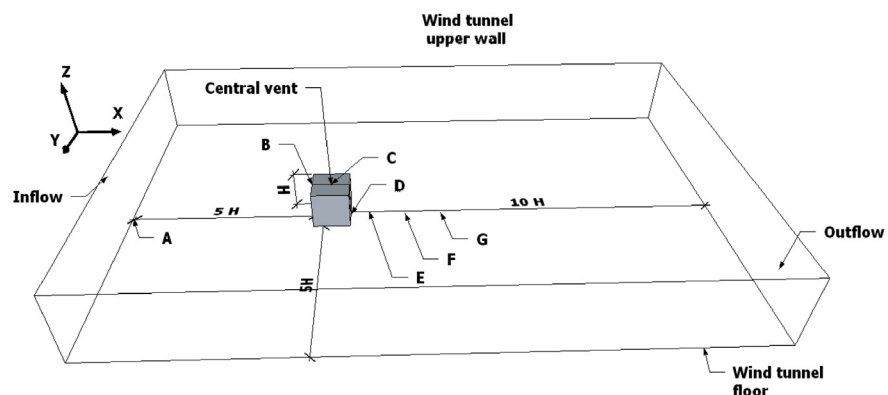 Wind tunnel
upper wall
Z
X
Y
Central vent
B
C
H
D
Inflow
5 H
10 H
A
E
F
G
Outflow
5H
Wind tunnel
floor